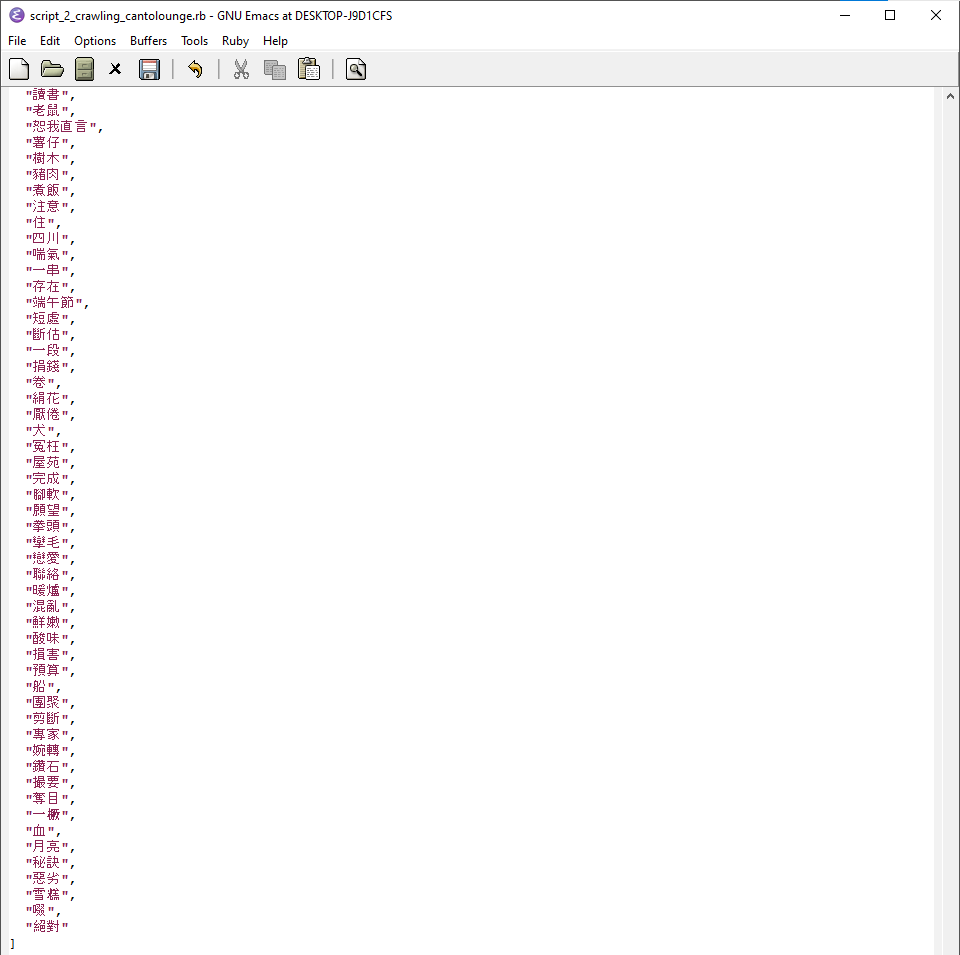 script_2_crawling_cantolounge.rb - GNU Emacs at DESKTOP-J9D1CFS
File Edit Options Buffers Tools Ruby Help
"讀書",
"老鼠",
"恕我直言",
"薯仔",
"樹木",
"豬肉",
"煮飯",
"注意",
"住",
"四川",
"喘氣",
"一串",
"存在",
"端午節",
"短處",
"斷估",
"一段",
"捐錢",
"卷",
"絹花",
"厭倦",
"犬",
"冤枉",
"屋苑",
"完成",
"腳軟",
"願望",
"拳頭",
"攣毛",
"戀愛",
"聯絡",
"暖爐",
"混亂",
"鮮嫩",
"酸味",
"損害",
"預算",
"船",
"團聚",
"剪斷",
"專家",
"婉轉",
"鑽石",
"撮要",
"奪目",
"一橛",
"血",
"月亮",
"秘訣",
"惡劣",
"雪糕",
"啜",
"絕對"
]